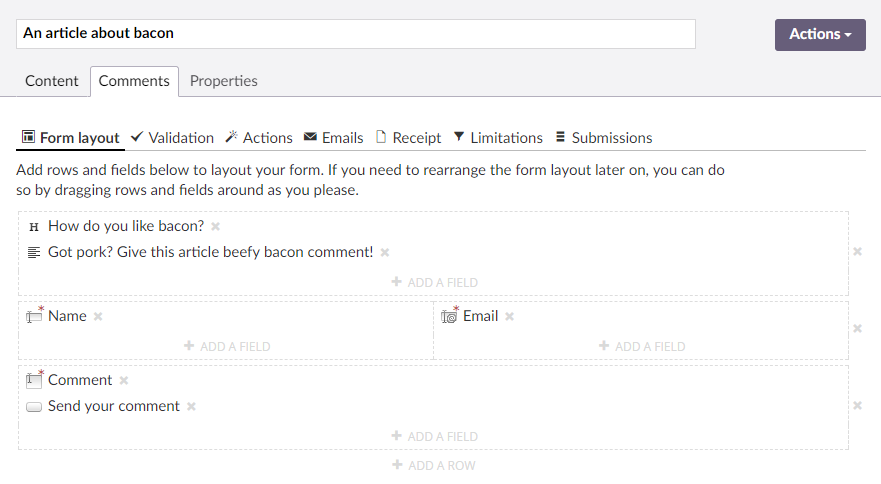 An article about bacon
Actions
Content Comments Properties
Form layout Validation Actions Emails Receipt Limitations Submissions
Add rows and fields below to layout your form. If you need to rearrange the form layout later on, you can do
so by dragging rows and fields around as you please.
H How do you like bacon?
Got pork? Give this article beefy bacon comment!
ADD A FIELD
Name Email
ADD A FIELD ADD A FIELD
Comment
Send your comment
ADD A FIELD
ADD A ROW